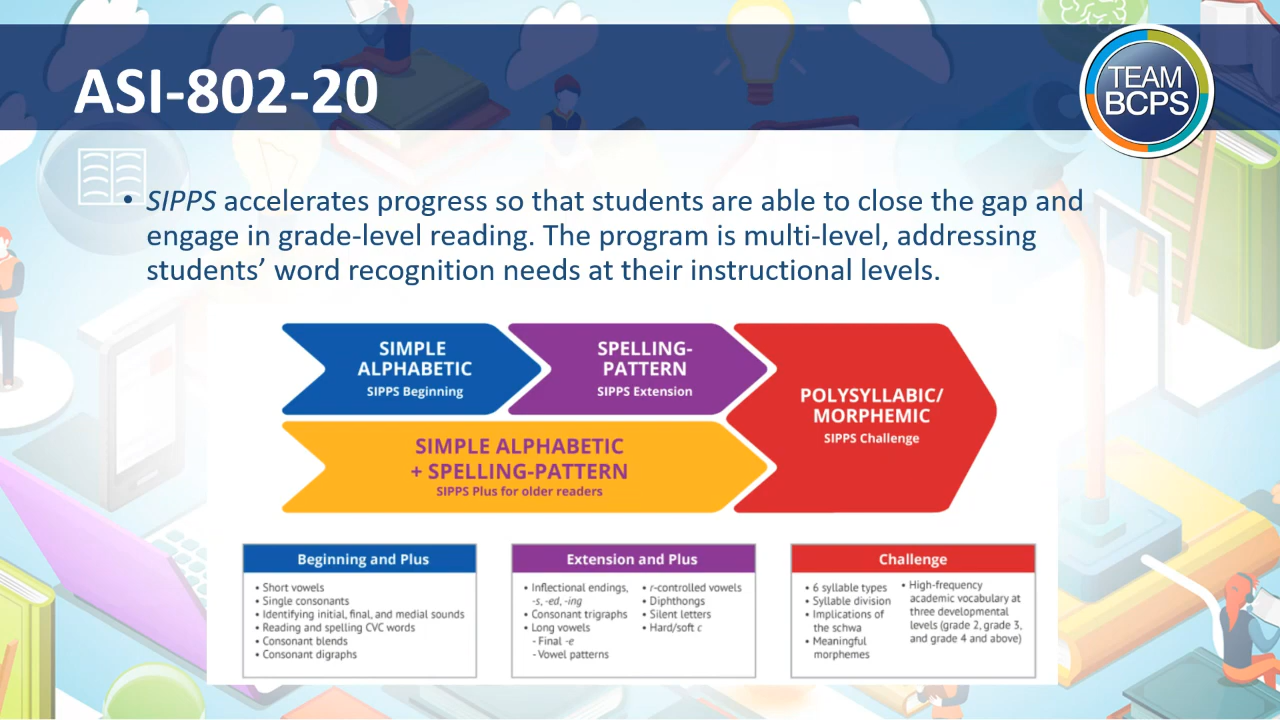 ASI-802-20
TEAM
BCPS
• SIPPS accelerates progress so that students are able to close the gap and
engage in grade-level reading. The program is multi-level, addressing
students’ word recognition needs at their instructional levels.
SIMPLE
ALPHABETIC
SIPPS Beginning
SPELLING-
PATTERN
SIPPS Extension
POLYSYLLABIC/
MORPHEMIC
SIPPS Challenge
SIMPLE ALPHABETIC
+ SPELLING-PATTERN
SIPPS Plus for older readers
Beginning and Plus
• Short vowels
• Single consonants
• Identifying initial, final, and medial sounds
• Reading and spelling CVC words
• Consonant blends
• Consonant digraphs
Extension and Plus
• Inflectional endings,
-s, -ed, -ing
• Consonant trigraphs
• Long vowels
- Final -e
- Vowel patterns
• r-controlled vowels
• Diphthongs
• Silent letters
• Hard/soft c
Challenge
• 6 syllable types
• Syllable division
• Implications of
the schwa
• Meaningful
morphemes
• High-frequency
academic vocabulary at
three developmental
levels (grade 2, grade 3,
and grade 4 and above)